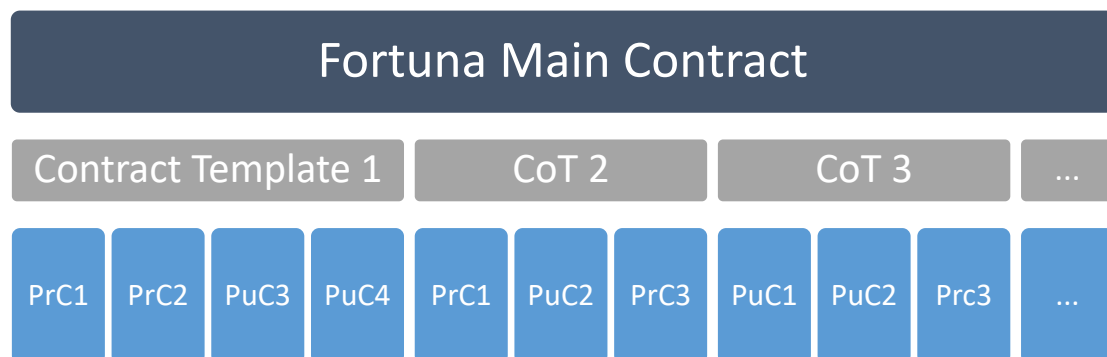 Fortuna Main Contract
Contract Template 1 CoT 2 CoT 3 ...
PrC1 PrC2 PuC3 PuC4 PrC1 PuC2 PrC3 PuC1 PuC2 Prc3 ...